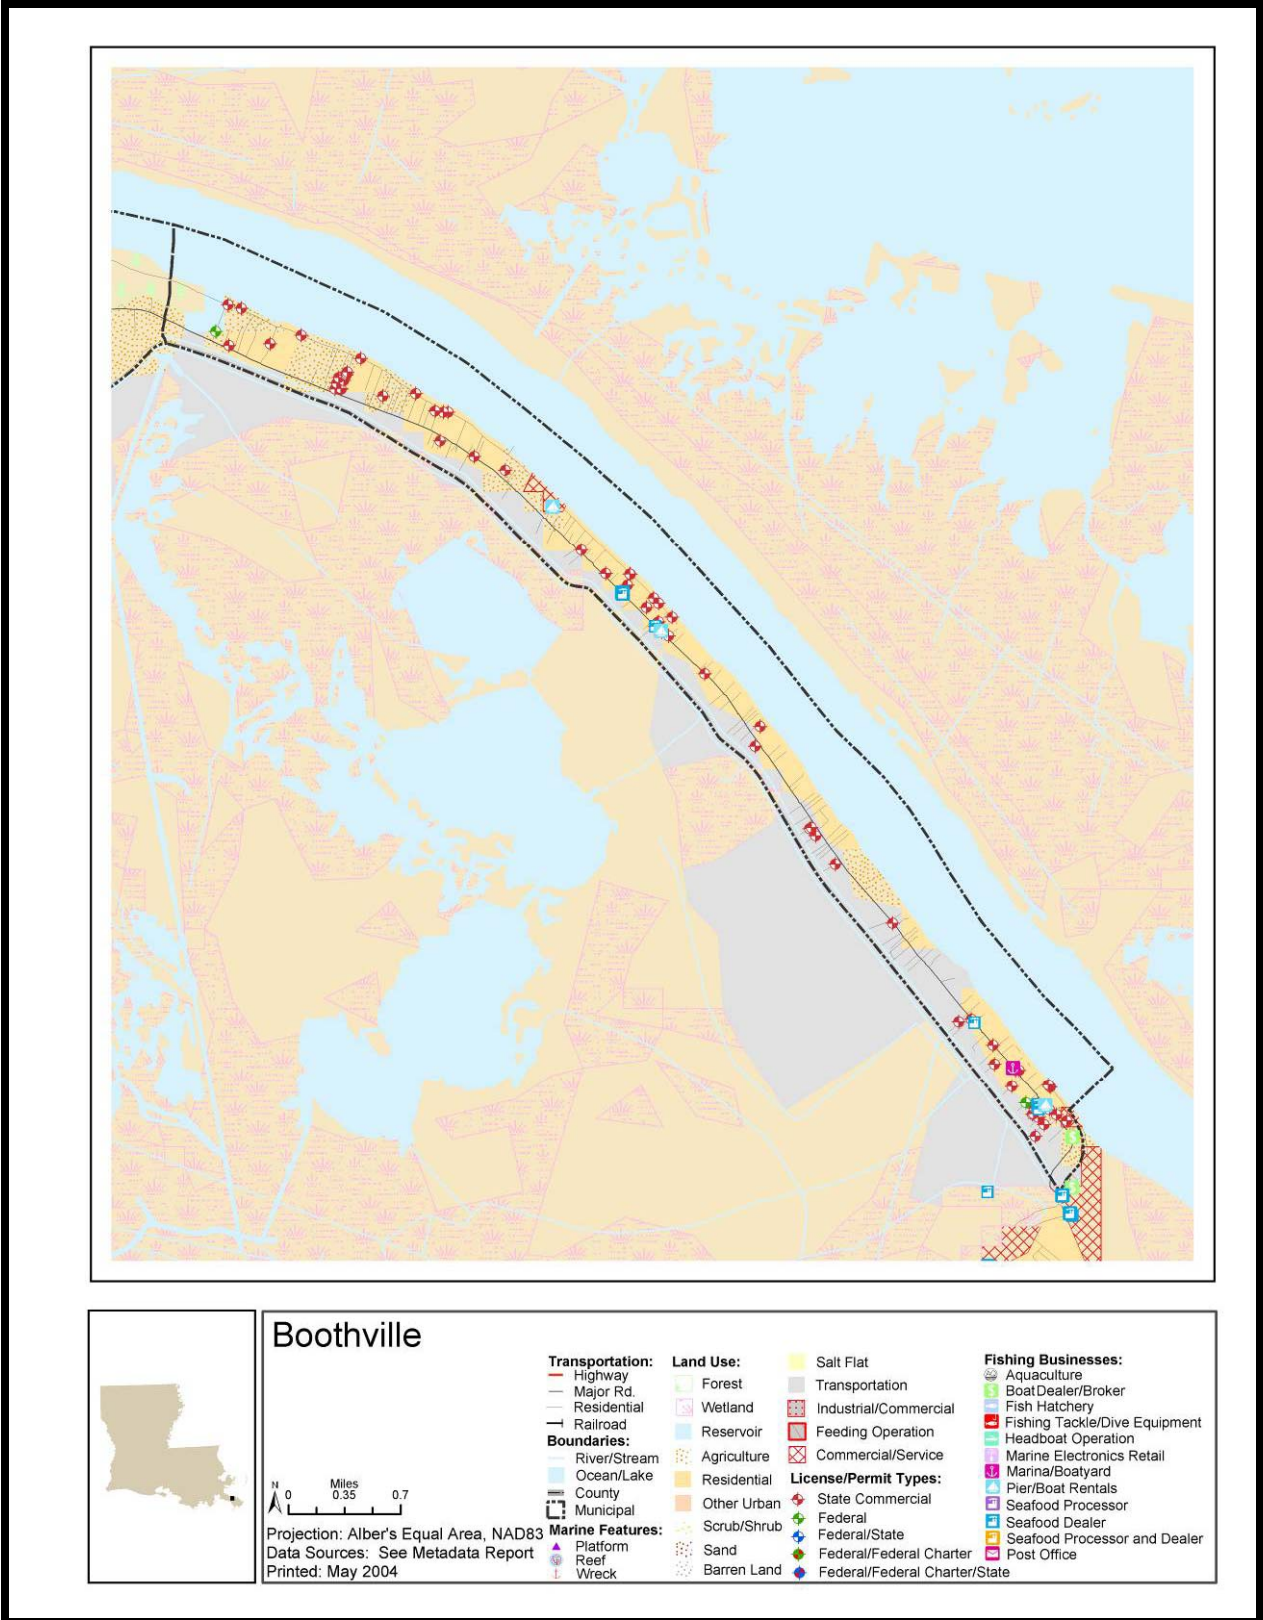 Boothville
N
Miles
0 0.35 0.7
Projection: Alber's Equal Area, NAD83
Data Sources: See Metadata Report
Printed: May 2004
Transportation:
Highway
Major Rd.
Residential
Railroad
Boundaries:
River/Stream
Ocean/Lake
County
Municipal
Marine Features:
Platform
Reef
Wreck
Land Use:
Forest
Wetland
Reservoir
Agriculture
Residential
Other Urban
Scrub/Shrub
Sand
Barren Land
Salt Flat
Transportation
Industrial/Commercial
Feeding Operation
Commercial/Service
License/Permit Types:
State Commercial
Federal
Federal/State
Federal/Federal Charter
Federal/Federal Charter/State
Fishing Businesses:
Aquaculture
Boat Dealer/Broker
Fish Hatchery
Fishing Tackle/Dive Equipment
Headboat Operation
Marine Electronics Retail
Marina/Boatyard
Pier/Boat Rentals
Seafood Processor
Seafood Dealer
Seafood Processor and Dealer
Post Office